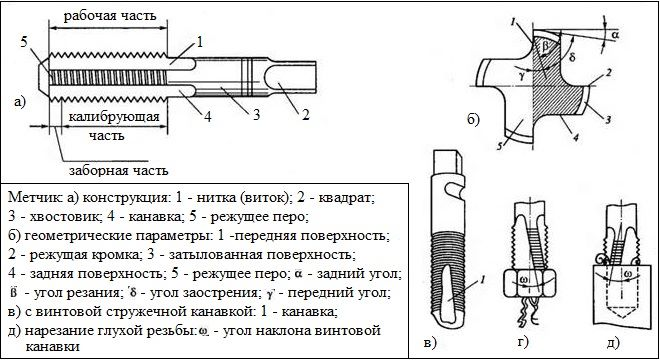 рабочая часть
5
1
а)
4
3
2
калибрующая
часть
заборная часть
1
β
α
δ
γ
2
б)
3
5
4
Метчик: а) конструкция: 1 - нитка (виток); 2 - квадрат;
3 - хвостовик; 4 - канавка; 5 - режущее перо;
б) геометрические параметры: 1 -передняя поверхность;
2 - режущая кромка; 3 - затылованная поверхность;
4 - задняя поверхность; 5 - режущее перо; α - задний угол;
β - угол резания; δ - угол заострения; γ - передний угол;
в) с винтовой стружечной канавкой: 1 - канавка;
д) нарезание глухой резьбы: ω - угол наклона винтовой
канавки
1
ω
ω
в)
г)
д)